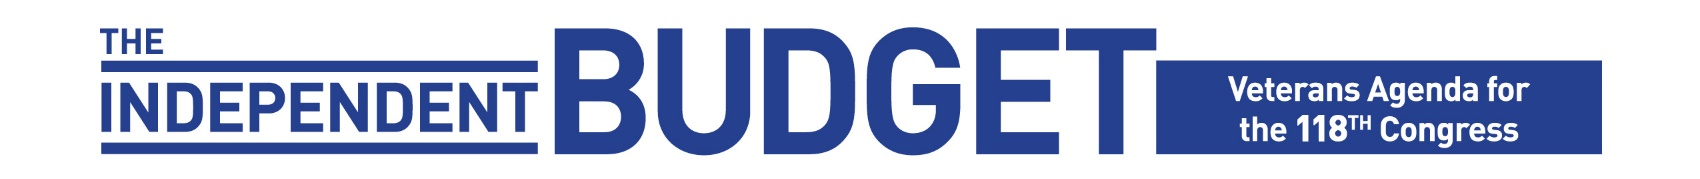 THE
INDEPENDENT
BUDGET
Veterans Agenda for
the 118TH Congress